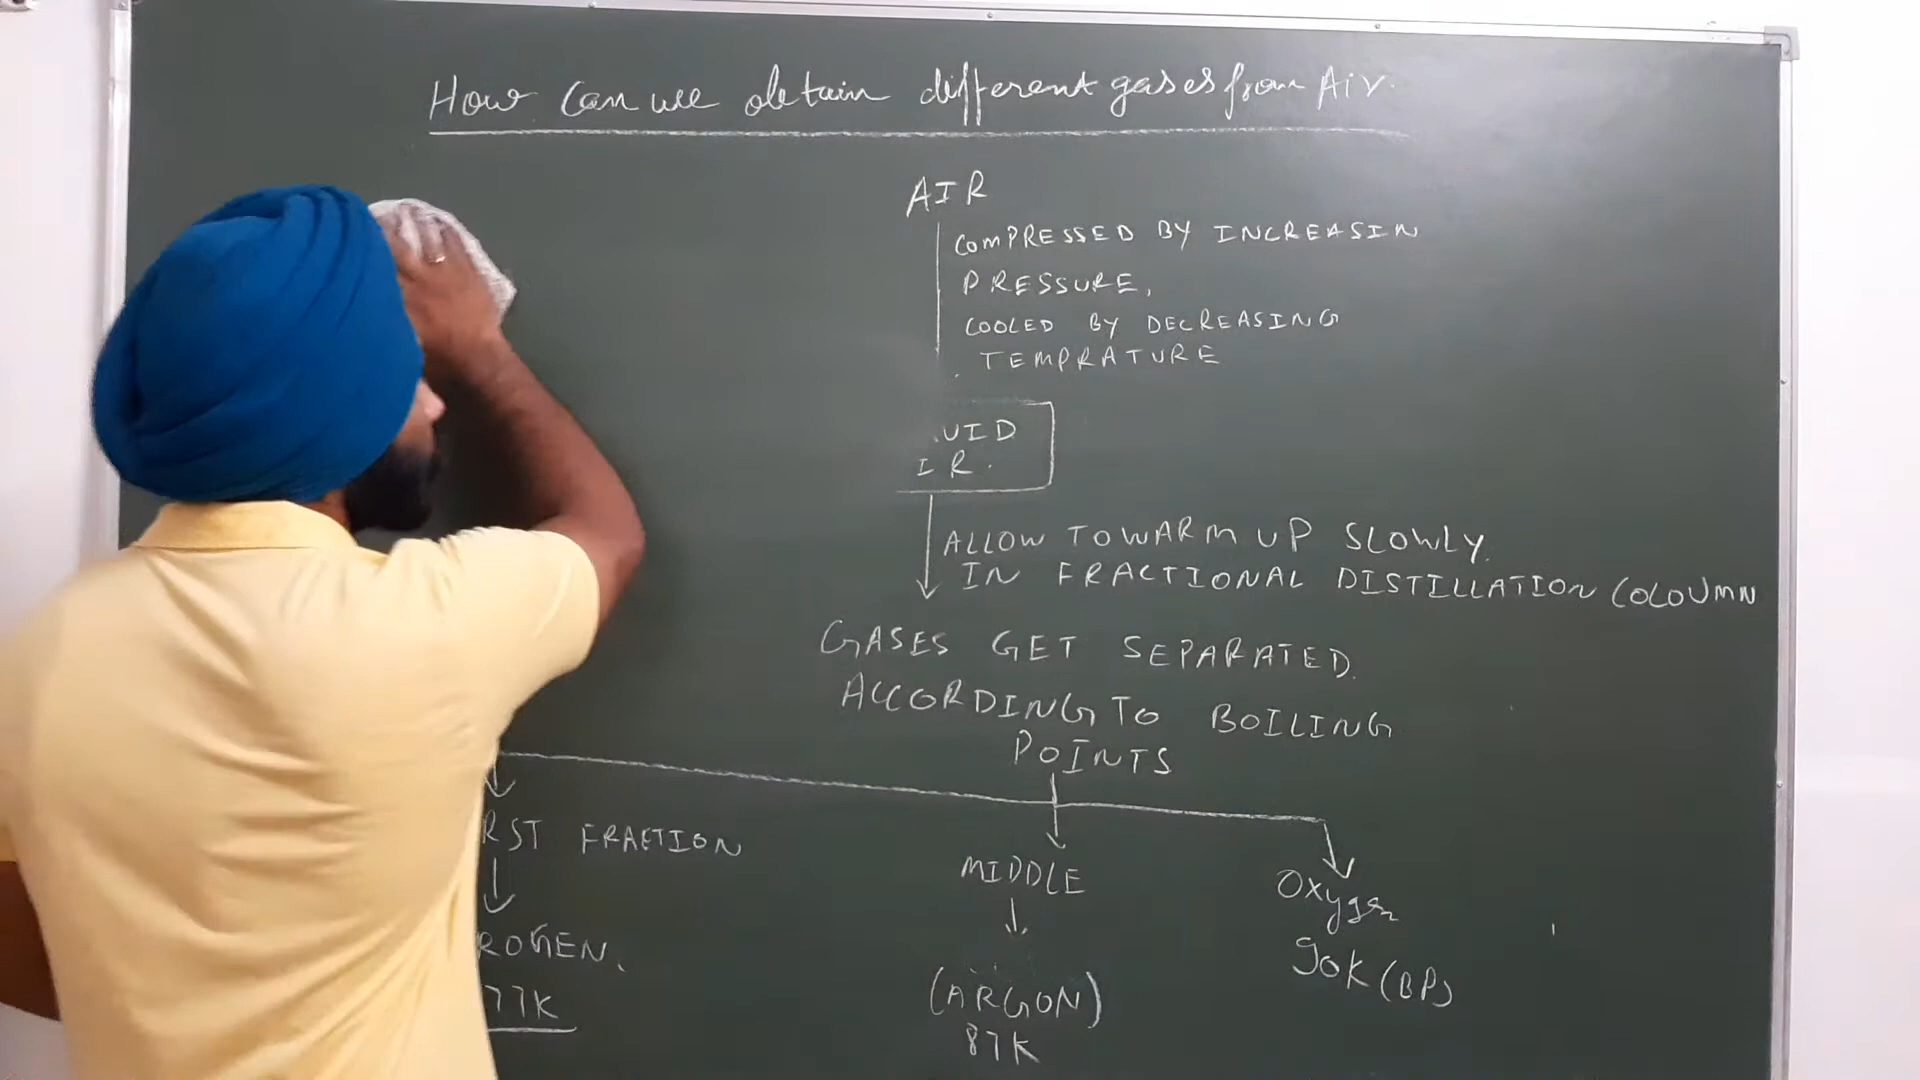 How can we obtain different gases from Air.
AIR
COMPRESSED BY INCREASIN
PRESSURE,
COOLED BY DECREASING
TEMPRATURE
UID
IR.
ALLOW TO WARM UP SLOWLY.
IN FRACTIONAL DISTILLATION COLOUMN
GASES GET SEPARATED.
ACCORDING TO BOILING
POINTS
RST FRACTION
MIDDLE
Oxygen
ROGEN.
90K (BP)
77K
(ARGON)
87K